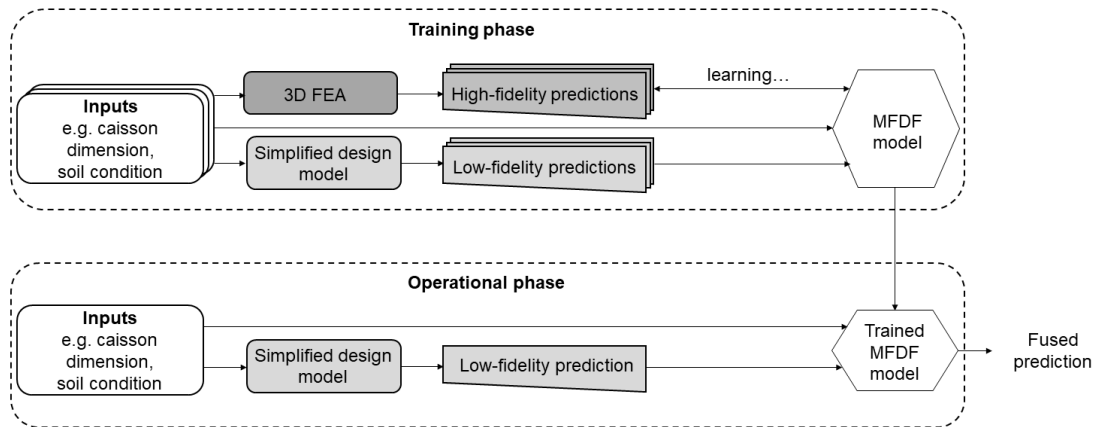 Training phase
Inputs
e.g. caisson
dimension,
soil condition
3D FEA
High-fidelity predictions
learning...
Simplified design
model
Low-fidelity predictions
MFDF
model
Operational phase
Inputs
e.g. caisson
dimension,
soil condition
Simplified design
model
Low-fidelity prediction
Trained
MFDF
model
Fused
prediction